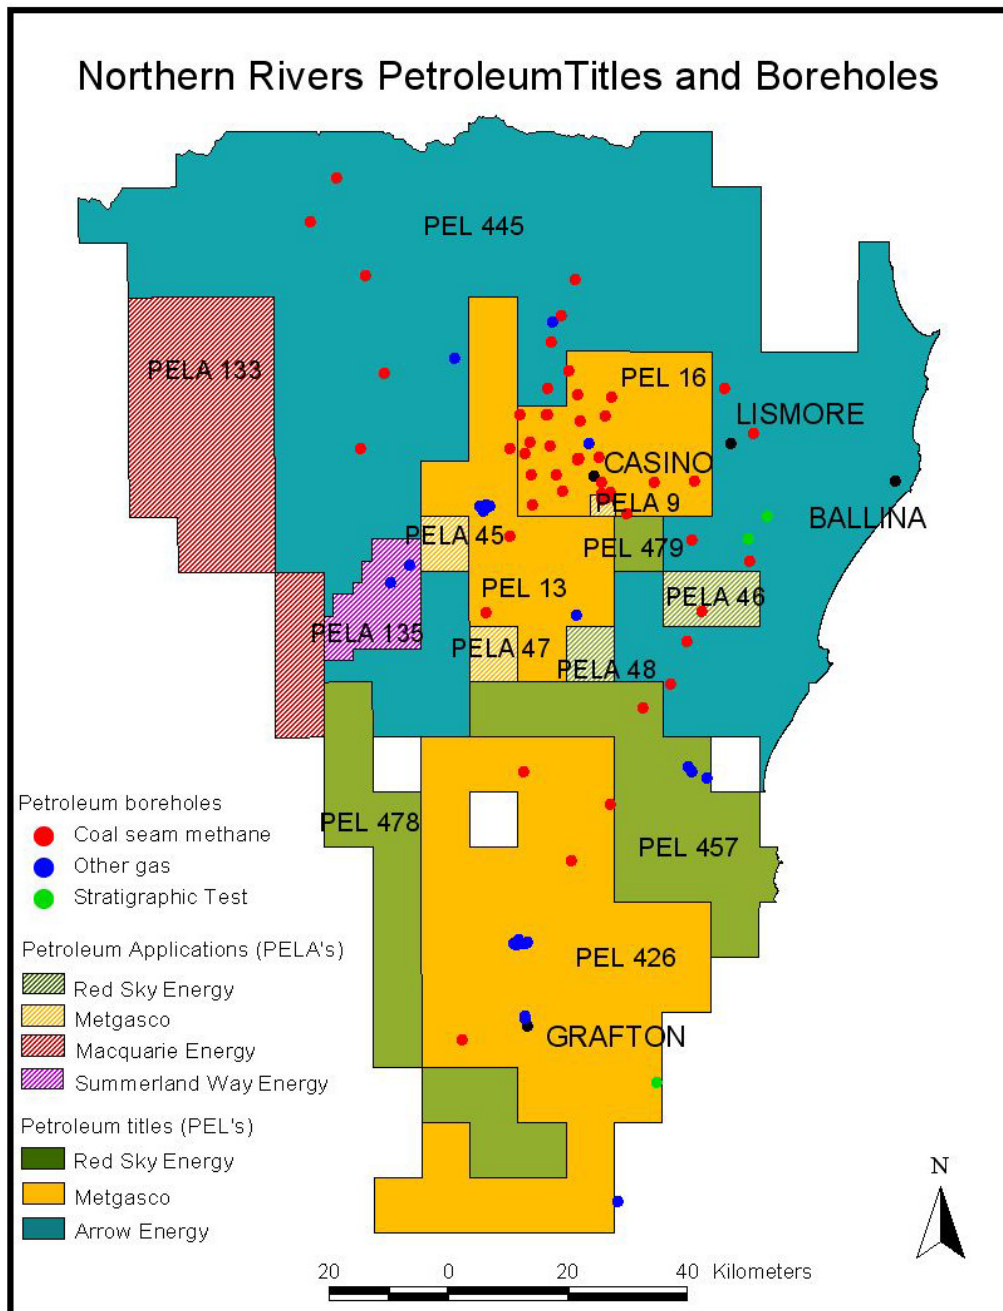 Northern Rivers PetroleumTitles and Boreholes
PEL 445
PELA 133
PEL 16
LISMORE
CASINO
PELA 9
BALLINA
PELA 45
PEL 479
PEL 13
PELA 46
PELA 135
PELA 47
PELA 48
Petroleum boreholes
Coal seam methane
Other gas
Stratigraphic Test
PEL 478
PEL 457
PEL 426
GRAFTON
Petroleum Applications (PELA's)
Red Sky Energy
Metgasco
Macquarie Energy
Summerland Way Energy
Petroleum titles (PEL's)
Red Sky Energy
Metgasco
Arrow Energy
N
20 0 20 40 Kilometers